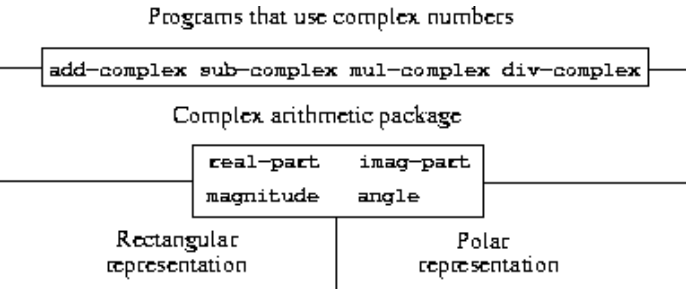 Programs that use complex numbers
add-complex sub-complex mul-complex div-complex
Complex arithmetic package
real-part imag-part
magnitude angle
Rectangular
representation
Polar
representation